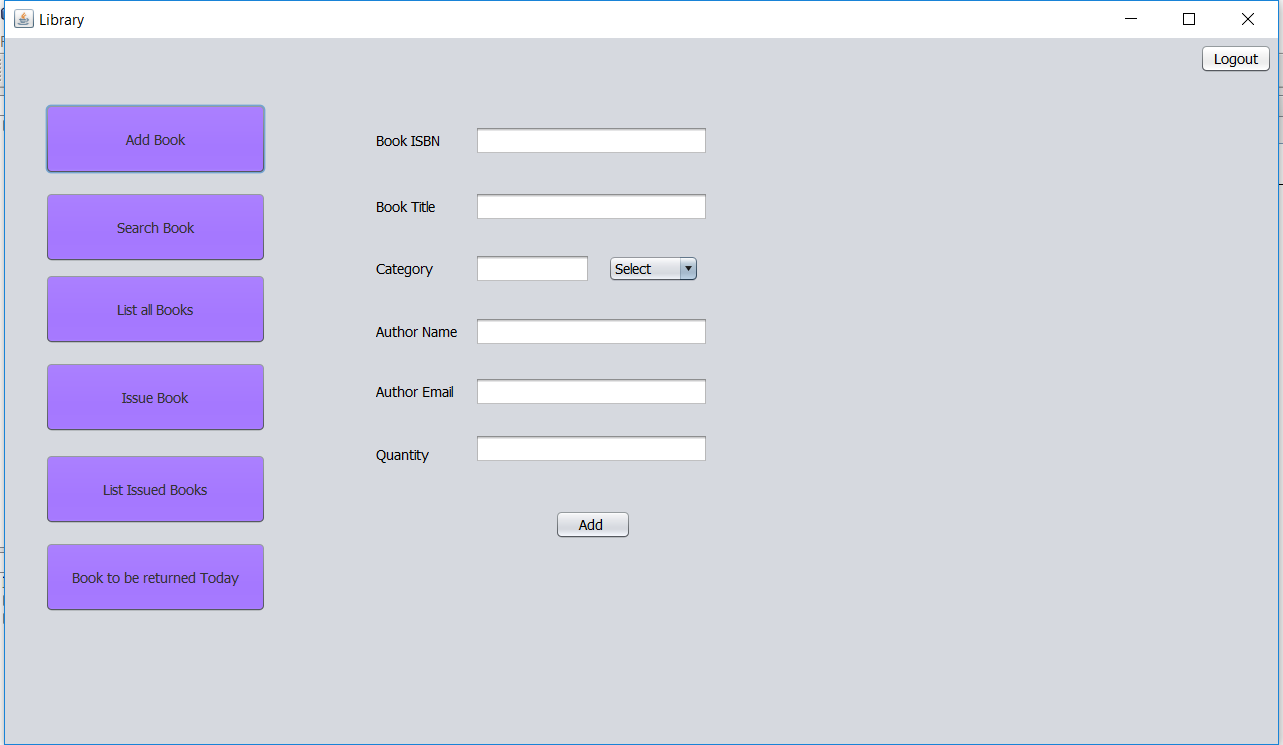 Library
Logout
Add Book
Search Book
List all Books
Issue Book
List Issued Books
Book to be returned Today
Book ISBN
Book Title
Category Select
Author Name
Author Email
Quantity
Add